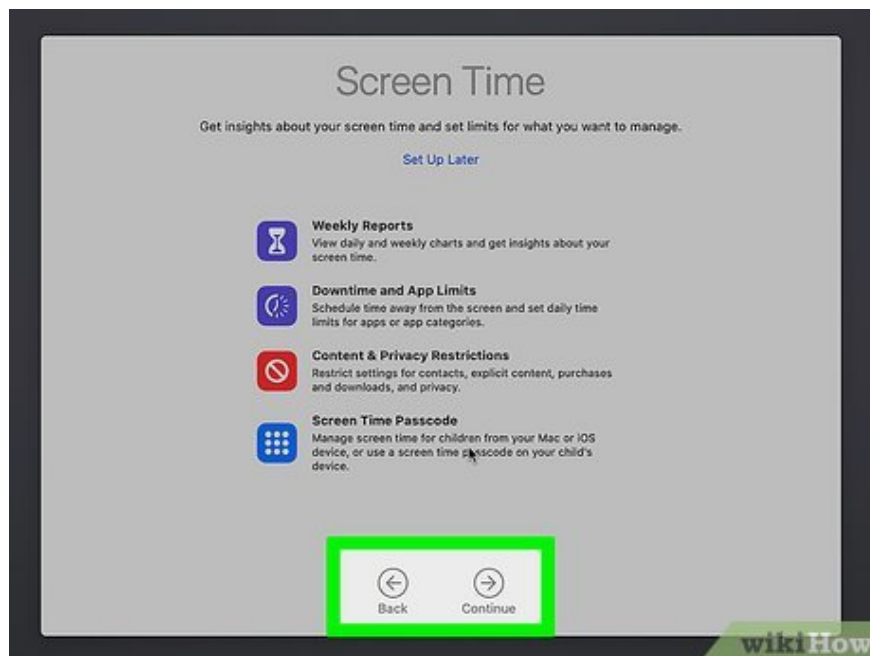 Screen Time
Get insights about your screen time and set limits for what you want to manage.
Set Up Later
Weekly Reports
View daily and weekly charts and get insights about your
screen time.
Downtime and App Limits
Schedule time away from the screen and set daily time
limits for apps or app categories.
Content & Privacy Restrictions
Restrict settings for contacts, explicit content, purchases
and downloads, and privacy.
Screen Time Passcode
Manage screen time for children from your Mac or iOS
device, or use a screen time passcode on your child's
device.
Back Continue
wikiHow